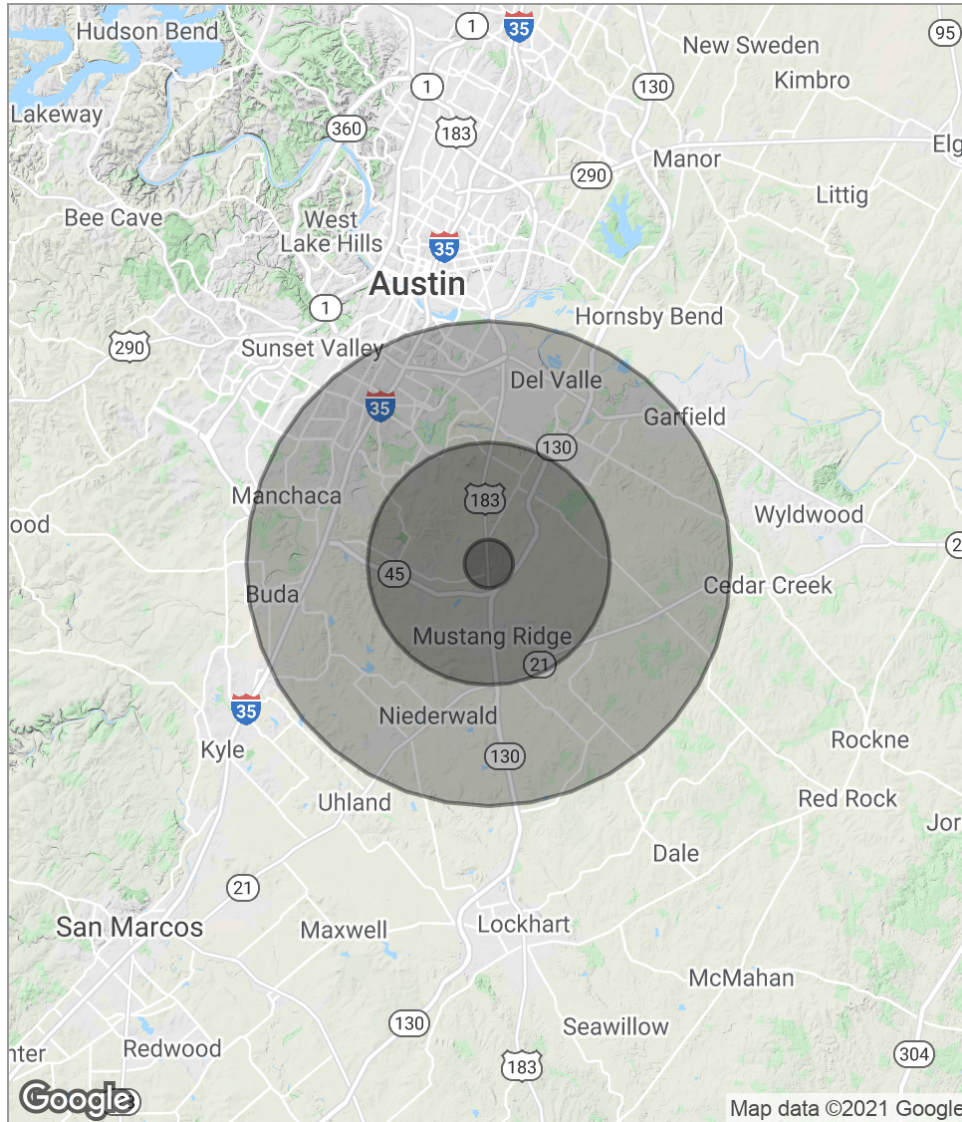 Hudson Bend
1
35
New Sweden
95
Kimbro
1
130
Lakeway
360
183
Manor
Elg
290
Littig
Bee Cave
West
Lake Hills
35
Austin
1
Hornsby Bend
290
Sunset Valley
Del Valle
35
Garfield
130
Manchaca
183
Wyldwood
ood
2
45
Buda
Cedar Creek
Mustang Ridge
21
35
Niederwald
Kyle
130
Rockne
Uhland
Red Rock
Jor
Dale
21
San Marcos
Maxwell
Lockhart
McMahan
130
Seawillow
Redwood
nter
183
304
Google
Map data ©2021 Google